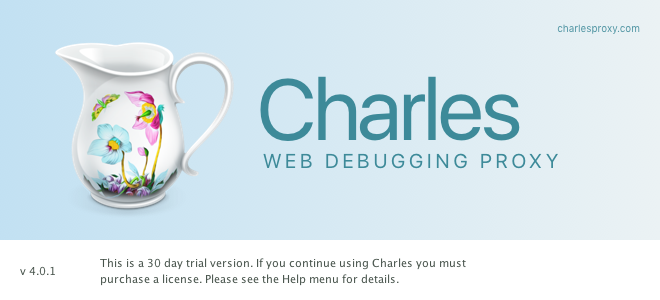 charlesproxy.com
Charles
WEB DEBUGGING PROXY
v 4.0.1
This is a 30 day trial version. If you continue using Charles you must
purchase a license. Please see the Help menu for details.